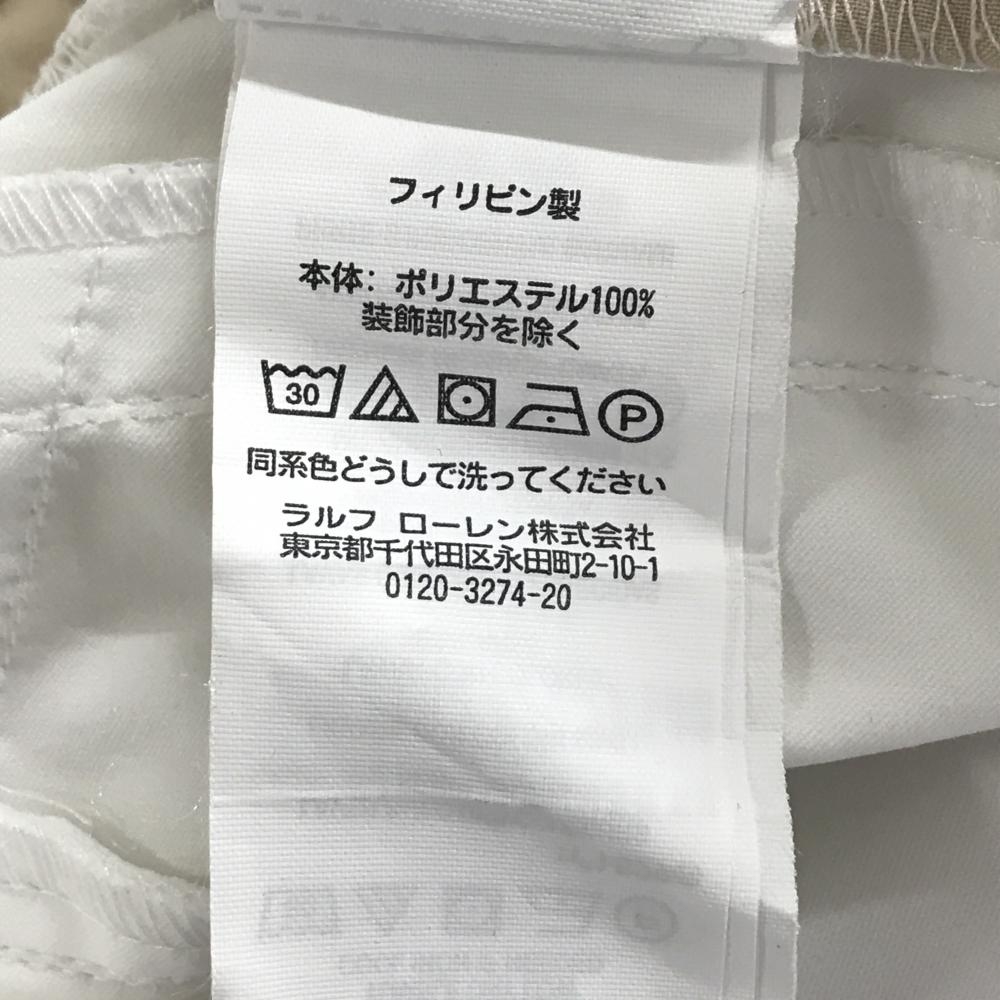 フィリピン製
本体: ポリエステル100%
装飾部分を除く
30 P
同系色どうしで洗ってください
ラルフ ローレン株式会社
東京都千代田区永田町2-10-1
0120-3274-20